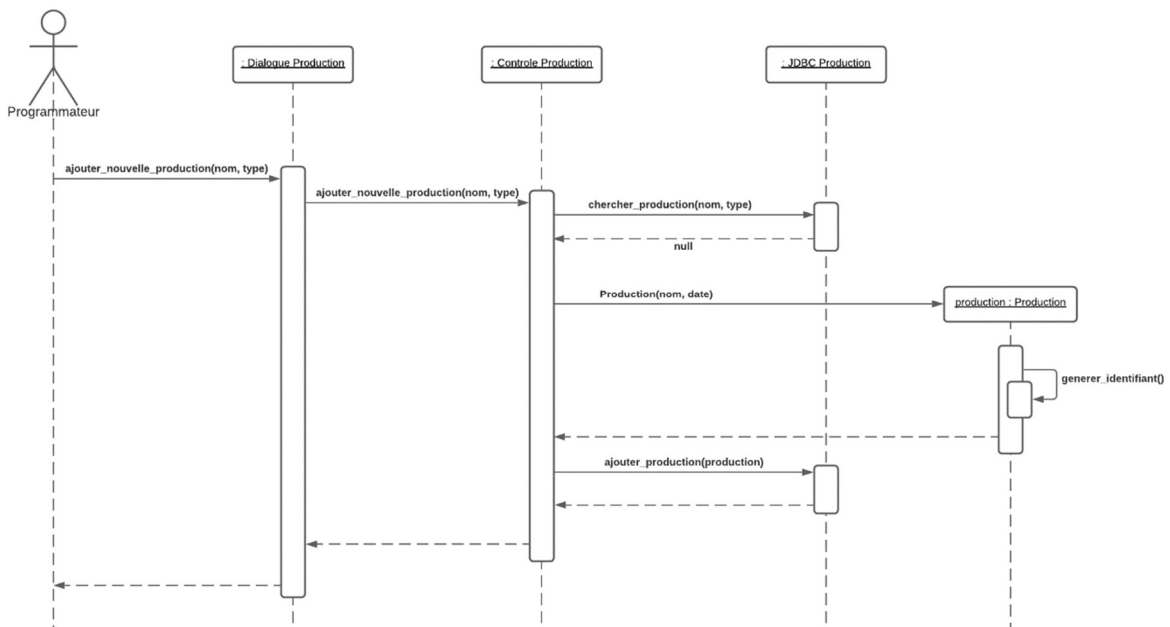 : Dialogue Production
: Controle Production
: JDBC Production
Programmateur
ajouter_nouvelle_production(nom, type)
ajouter_nouvelle_production(nom, type)
chercher_production(nom, type)
null
Production(nom, date)
production : Production
generer_identifiant()
ajouter_production(production)